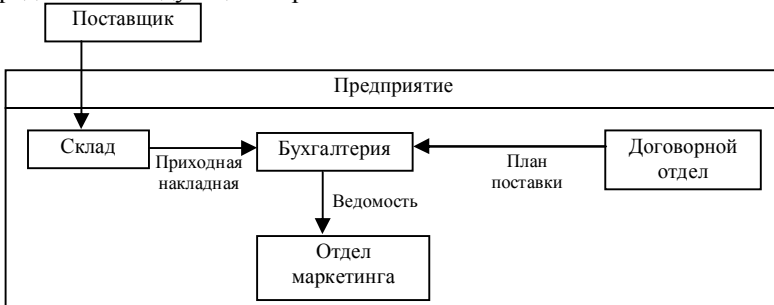 Поставщик
Предприятие
Склад
Приходная
накладная
Бухгалтерия
План
поставки
Договорной
отдел
Ведомость
Отдел
маркетинга